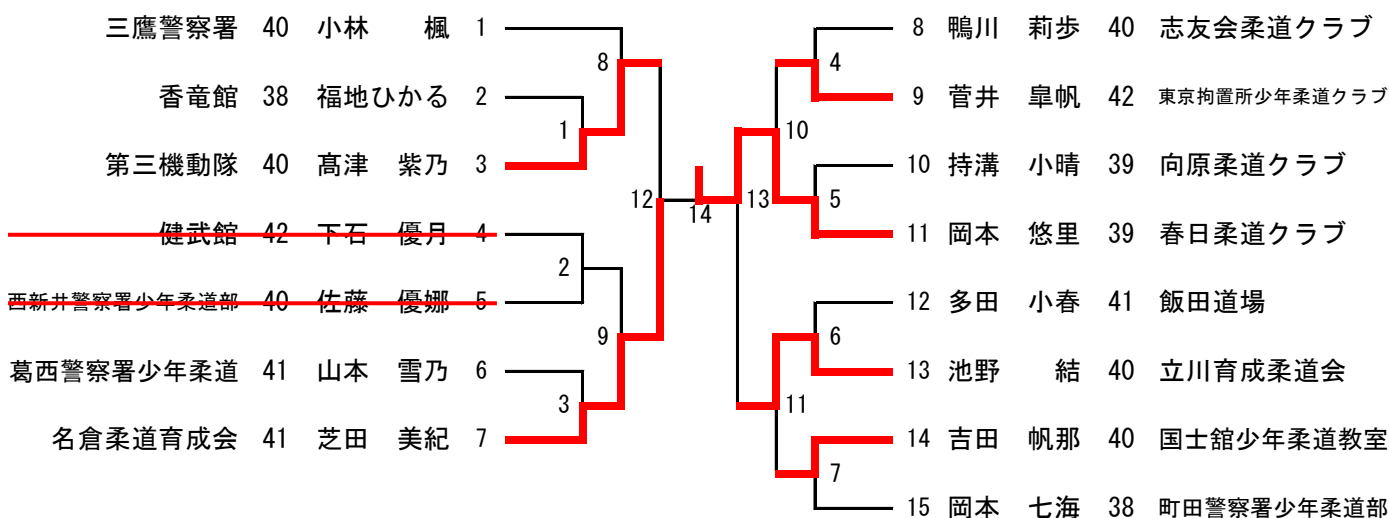 三鷹警察署 40 小林 楓 1
香竜館 38 福地ひかる 2
第三機動隊 40 髙津 紫乃 3
健武館 42 下石 優月 4
西新井警察署少年柔道部 40 佐藤 優娜 5
葛西警察署少年柔道 41 山本 雪乃 6
名倉柔道育成会 41 芝田 美紀 7
8
1
12
2
9
3
14
13
4
10
5
6
11
7
8 鴨川 莉歩 40 志友会柔道クラブ
9 菅井 皐帆 42 東京拘置所少年柔道クラブ
10 持溝 小晴 39 向原柔道クラブ
11 岡本 悠里 39 春日柔道クラブ
12 多田 小春 41 飯田道場
13 池野 結 40 立川育成柔道会
14 吉田 帆那 40 国士舘少年柔道教室
15 岡本 七海 38 町田警察署少年柔道部